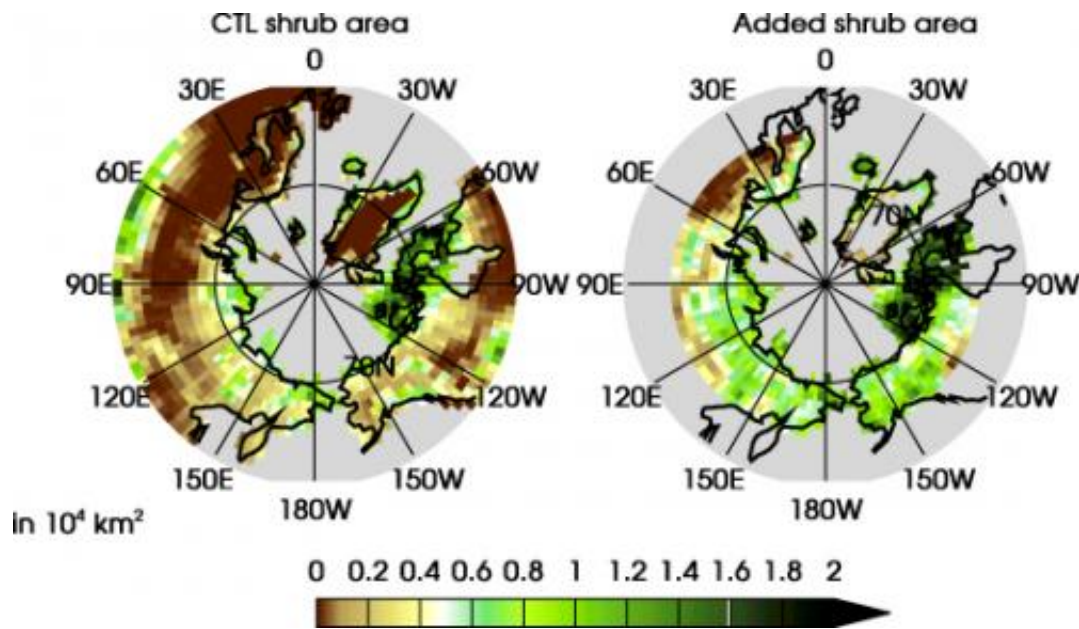 CTL shrub area
0
30E
30W
60E
60W
90E
90W
70N
120E
120W
150E
150W
180W
Added shrub area
0
30E
30W
60E
60W
70N
90E
90W
120E
120W
150E
150W
180W
in 10⁴ km²
0 0.2 0.4 0.6 0.8 1 1.2 1.4 1.6 1.8 2